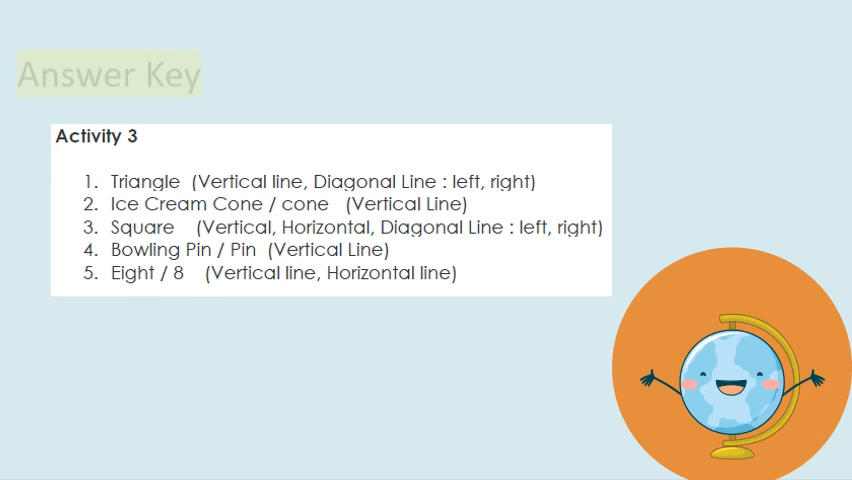 Answer Key
Activity 3
1. Triangle (Vertical line, Diagonal Line : left, right)
2. Ice Cream Cone / cone (Vertical Line)
3. Square (Vertical, Horizontal, Diagonal Line : left, right)
4. Bowling Pin / Pin (Vertical Line)
5. Eight / 8 (Vertical line, Horizontal line)